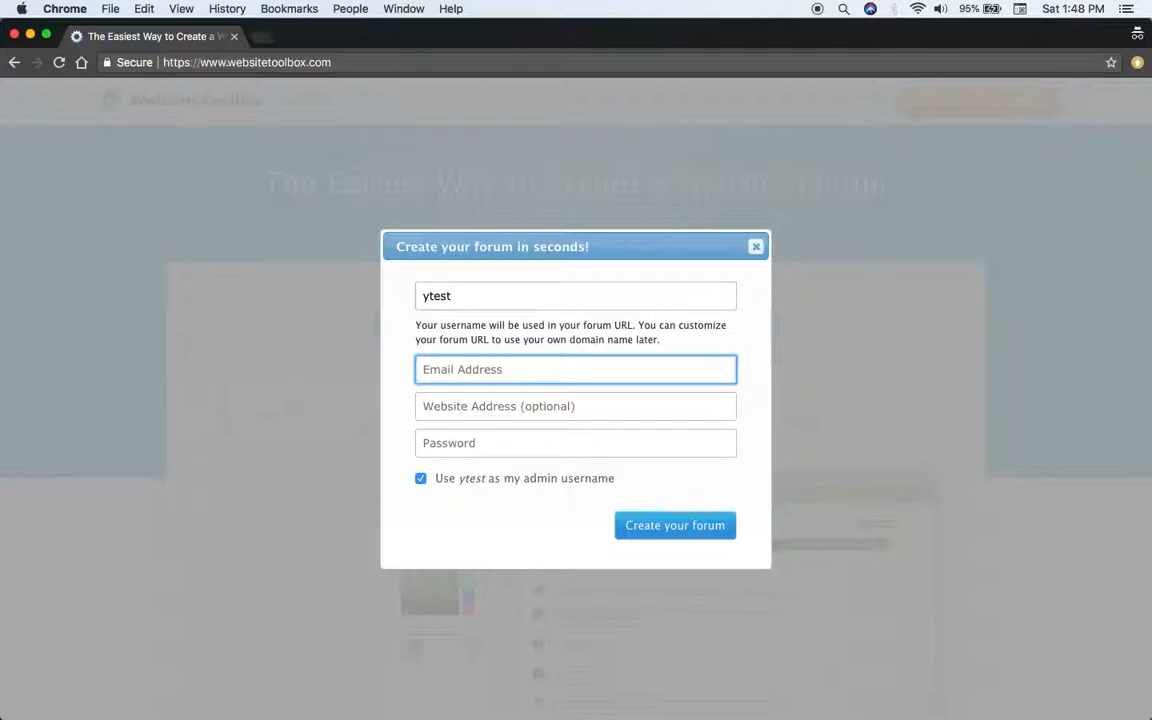 Chrome File Edit View History Bookmarks People Window Help 95% Sat 1:48 PM
The Easiest Way to Create a W
Secure https://www.websitetoolbox.com
Create your forum in seconds!
ytest
Your username will be used in your forum URL. You can customize
your forum URL to use your own domain name later.
Email Address
Website Address (optional)
Password
Use ytest as my admin username
Create your forum